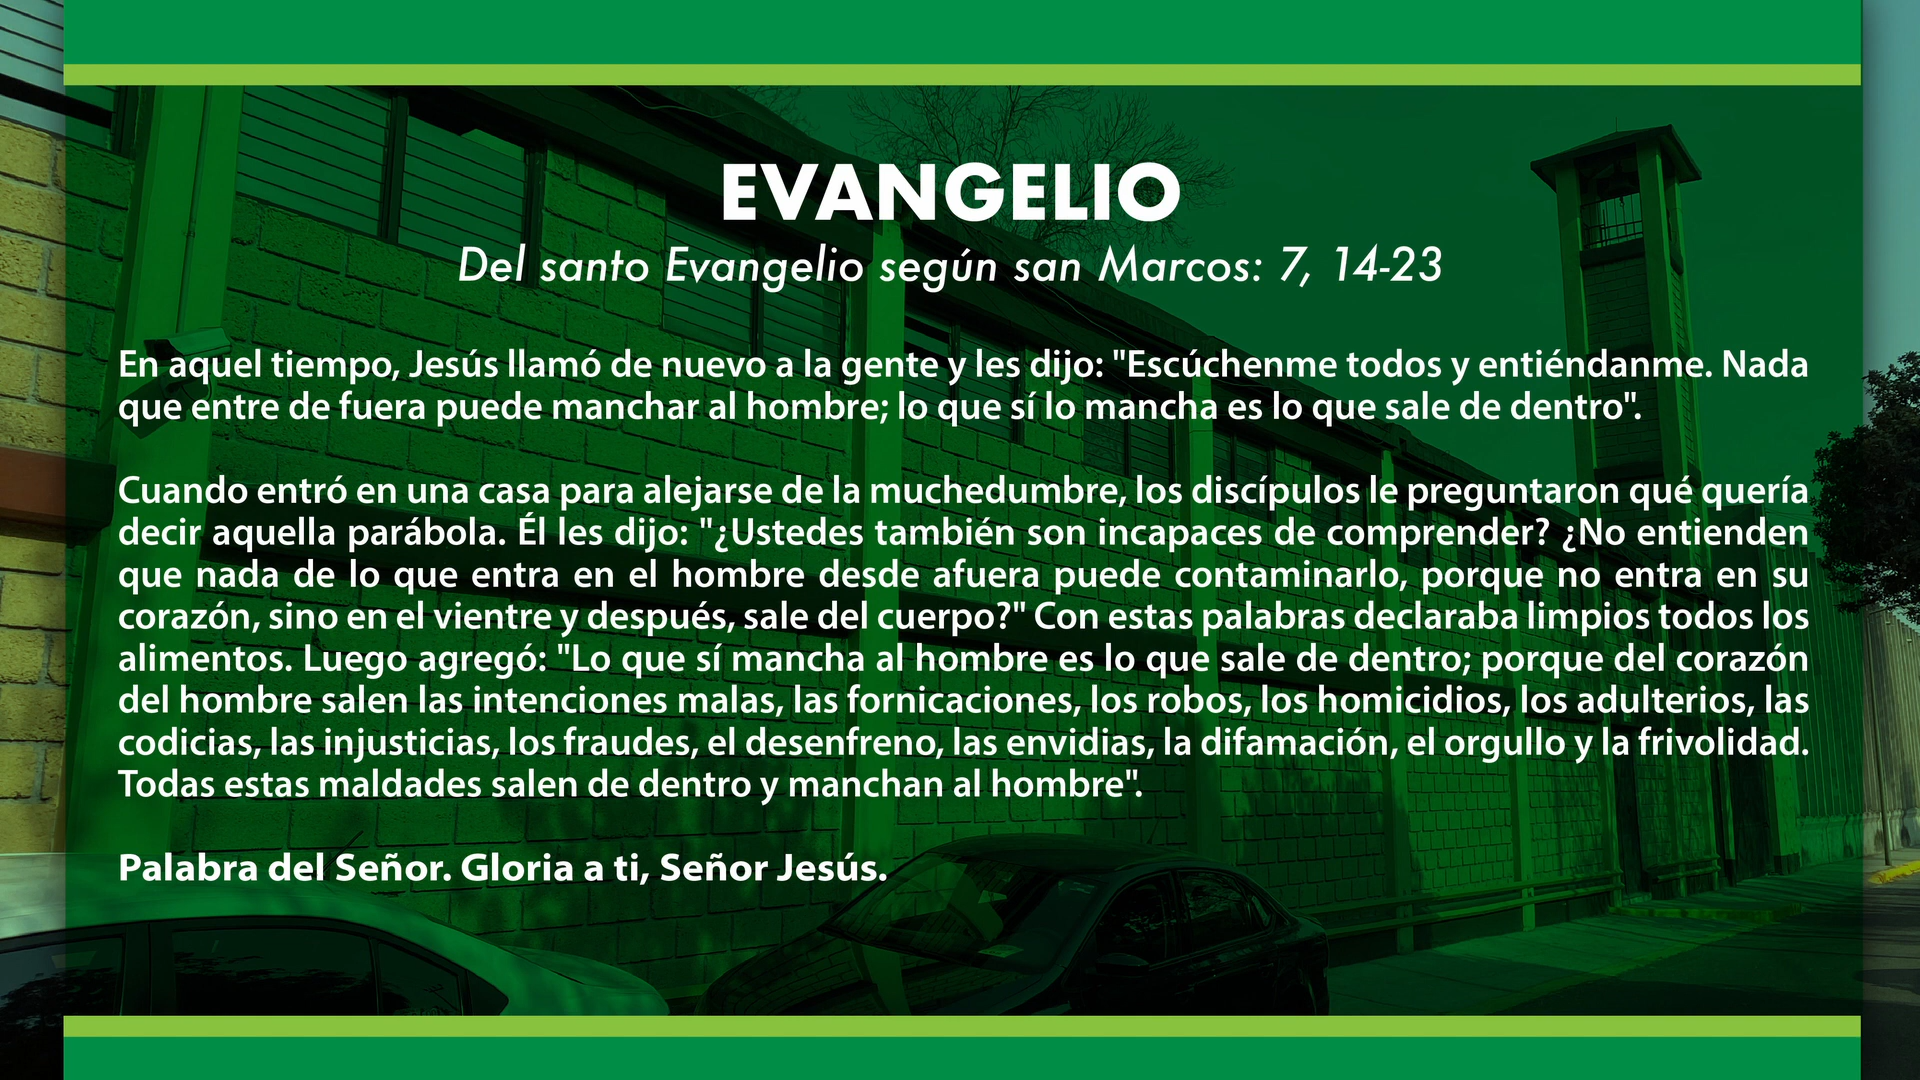 EVANGELIO
Del santo Evangelio según san Marcos: 7, 14-23
En aquel tiempo, Jesús llamó de nuevo a la gente y les dijo: "Escúchenme todos y entiéndanme. Nada
que entre de fuera puede manchar al hombre; lo que sí lo mancha es lo que sale de dentro".
Cuando entró en una casa para alejarse de la muchedumbre, los discípulos le preguntaron qué quería
decir aquella parábola. Él les dijo: "¿Ustedes también son incapaces de comprender? ¿No entienden
que nada de lo que entra en el hombre desde afuera puede contaminarlo, porque no entra en su
corazón, sino en el vientre y después, sale del cuerpo?" Con estas palabras declaraba limpios todos los
alimentos. Luego agregó: "Lo que sí mancha al hombre es lo que sale de dentro; porque del corazón
del hombre salen las intenciones malas, las fornicaciones, los robos, los homicidios, los adulterios, las
codicias, las injusticias, los fraudes, el desenfreno, las envidias, la difamación, el orgullo y la frivolidad.
Todas estas maldades salen de dentro y manchan al hombre".
Palabra del Señor. Gloria a ti, Señor Jesús.